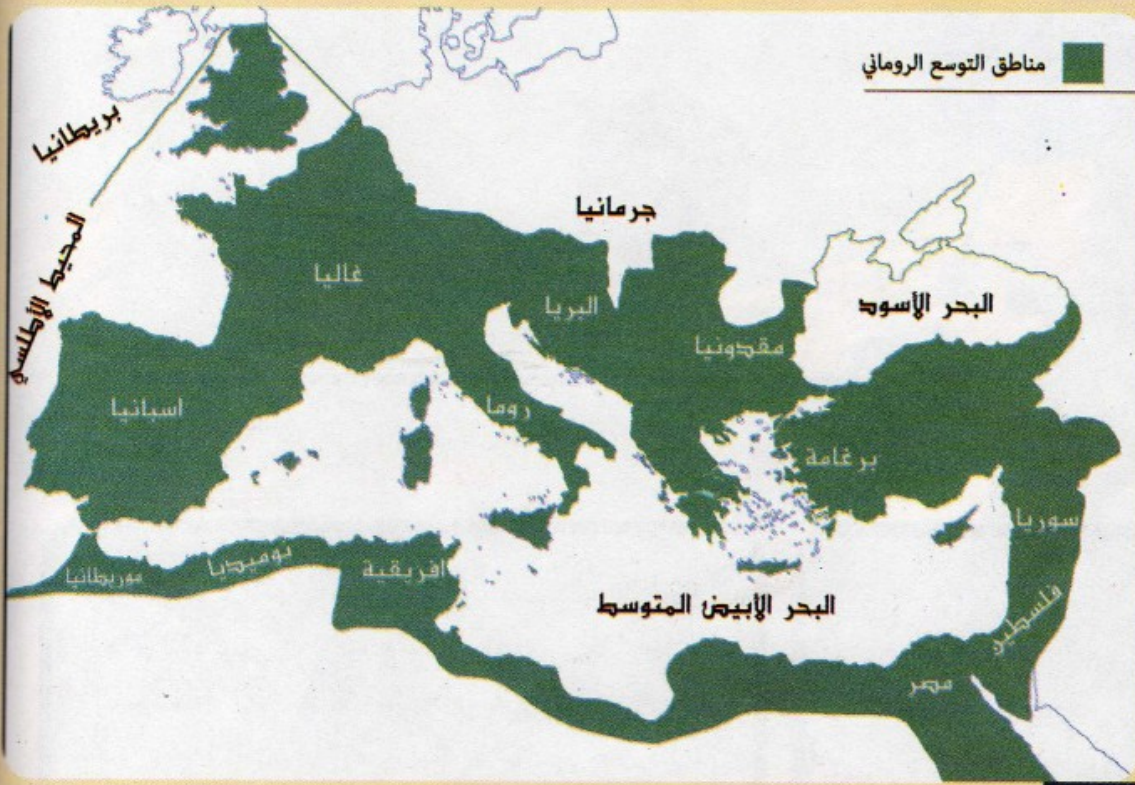 مناطق التوسع الروماني
بريطانيا
المحيط الأطلسي
جرمانيا
غاليا
البريا
البحر الأسود
مقدونيا
اسبانيا
روما
برغامة
سوريا
موريطانيا
نوميديا
افريقية
البحر الأبيض المتوسط
فلسطين
مصر